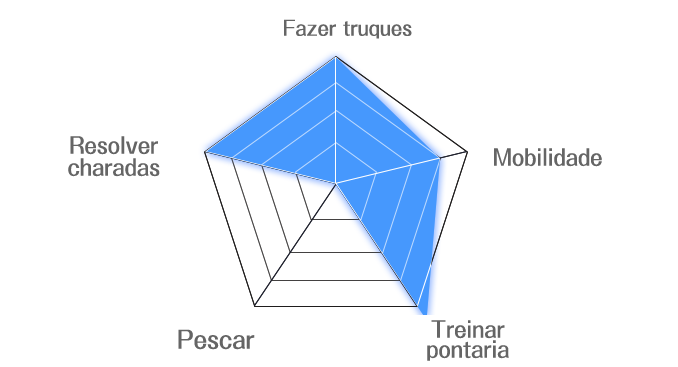 Fazer truques
Resolver
charadas
Mobilidade
Pescar
Treinar
pontaria